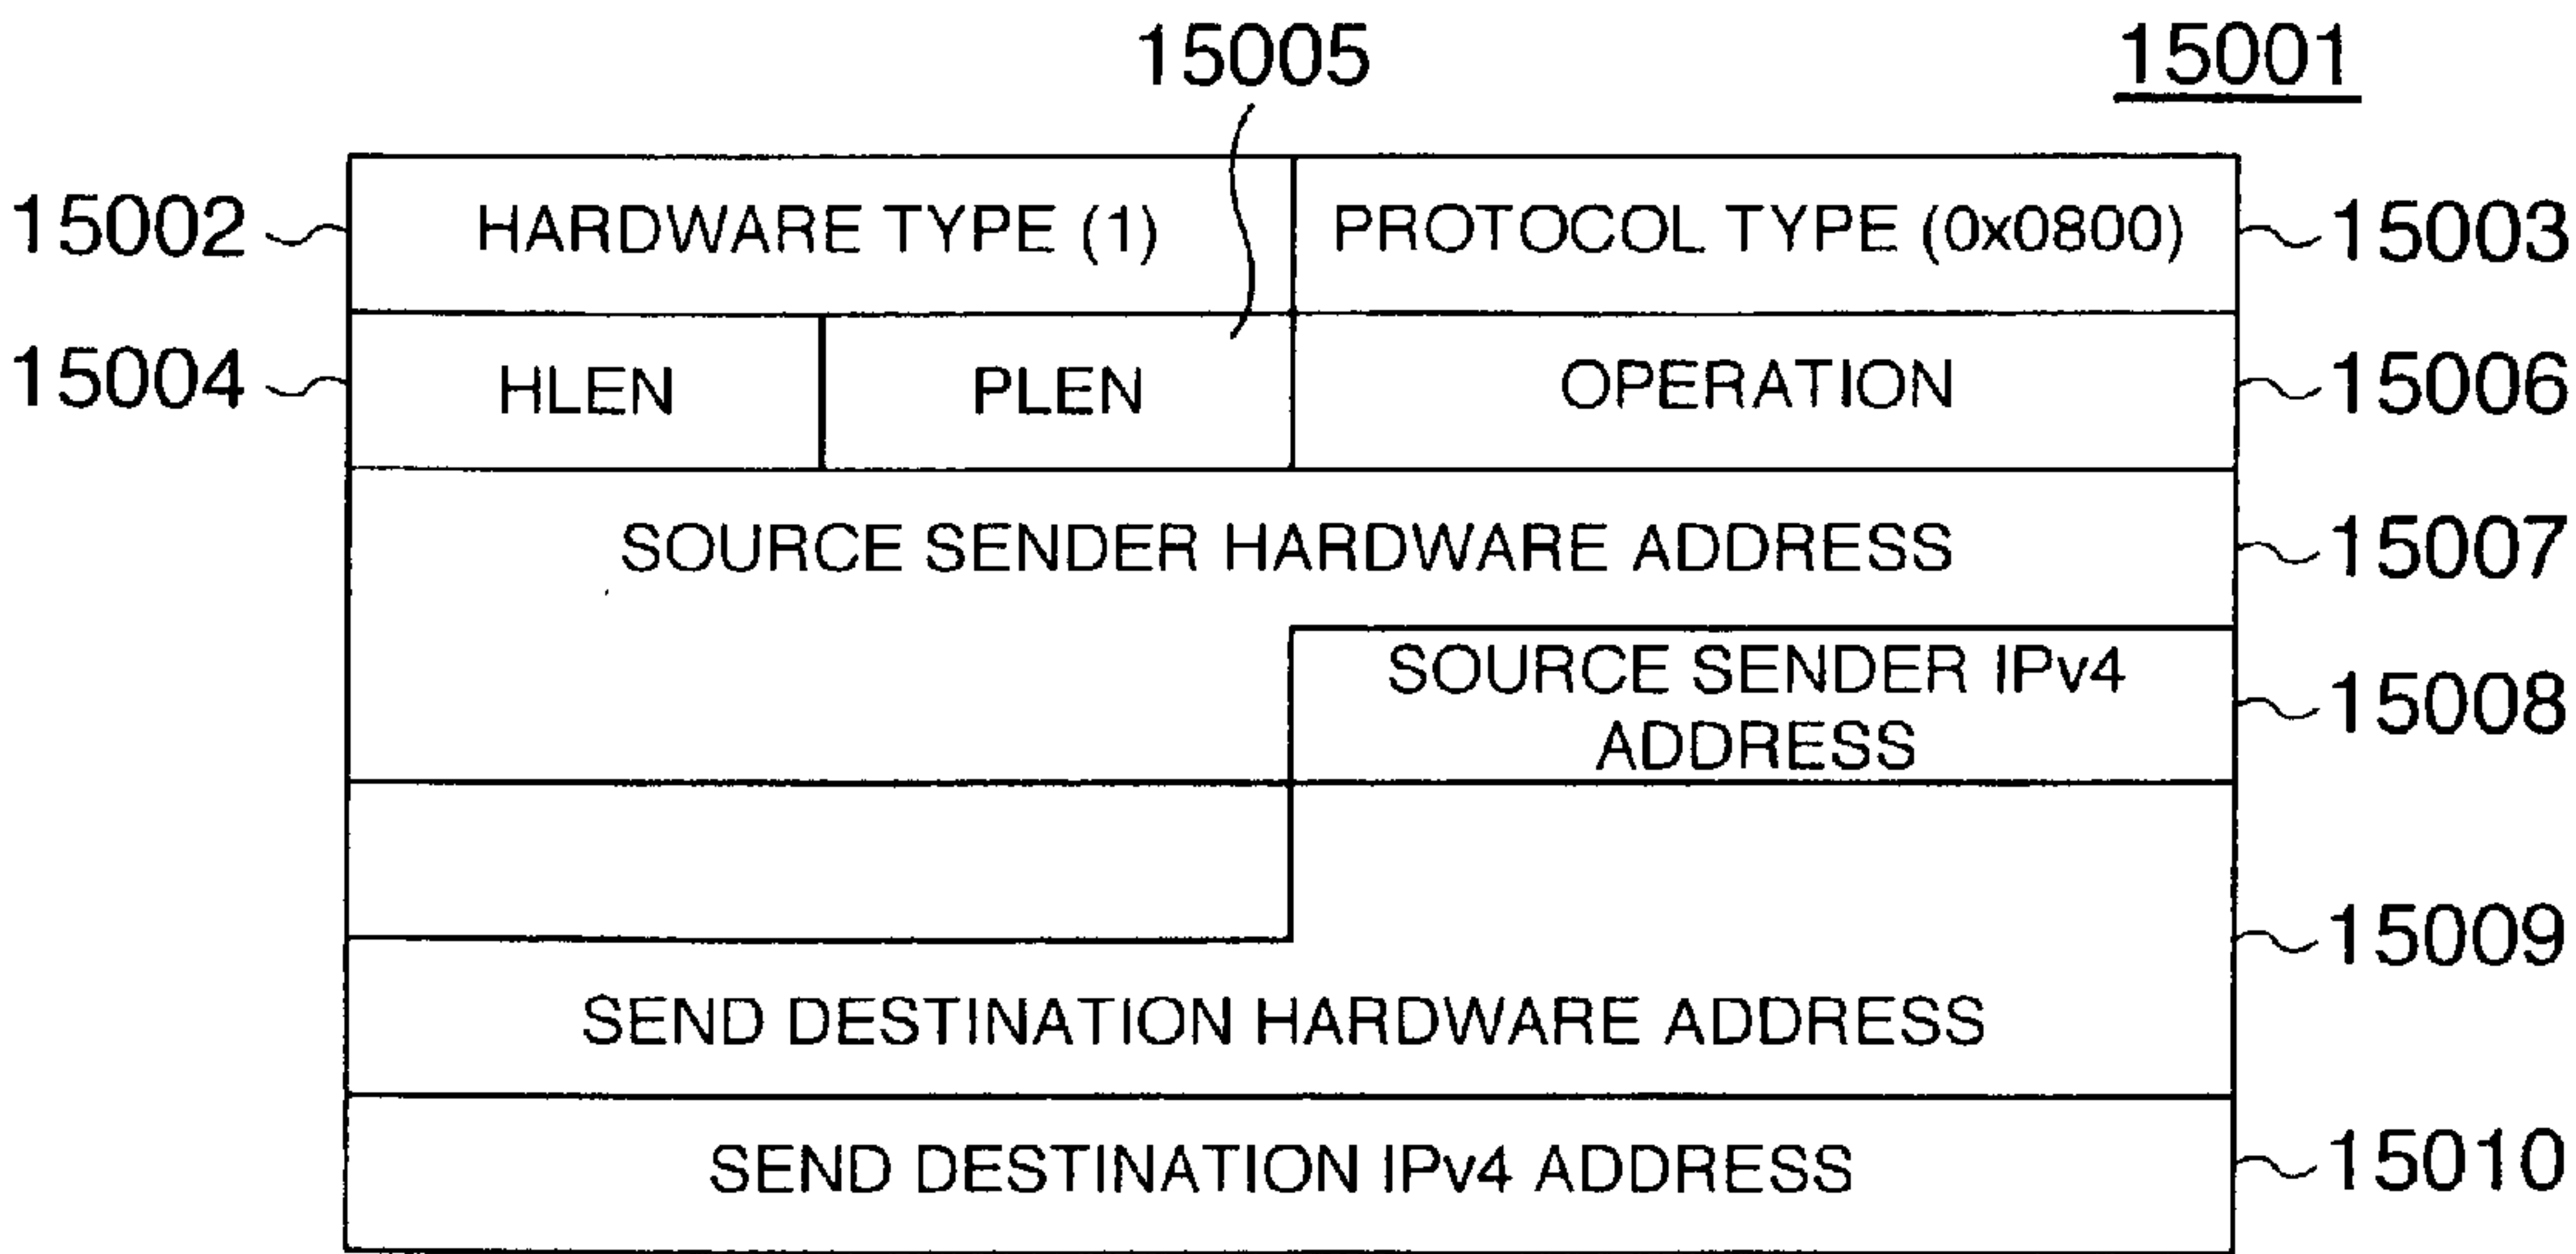 15005
15001
15002 HARDWARE TYPE (1) PROTOCOL TYPE (0x0800) 15003
15004 HLEN PLEN OPERATION 15006
SOURCE SENDER HARDWARE ADDRESS 15007
SOURCE SENDER IPv4
ADDRESS
15008
15009
SEND DESTINATION HARDWARE ADDRESS
SEND DESTINATION IPv4 ADDRESS 15010